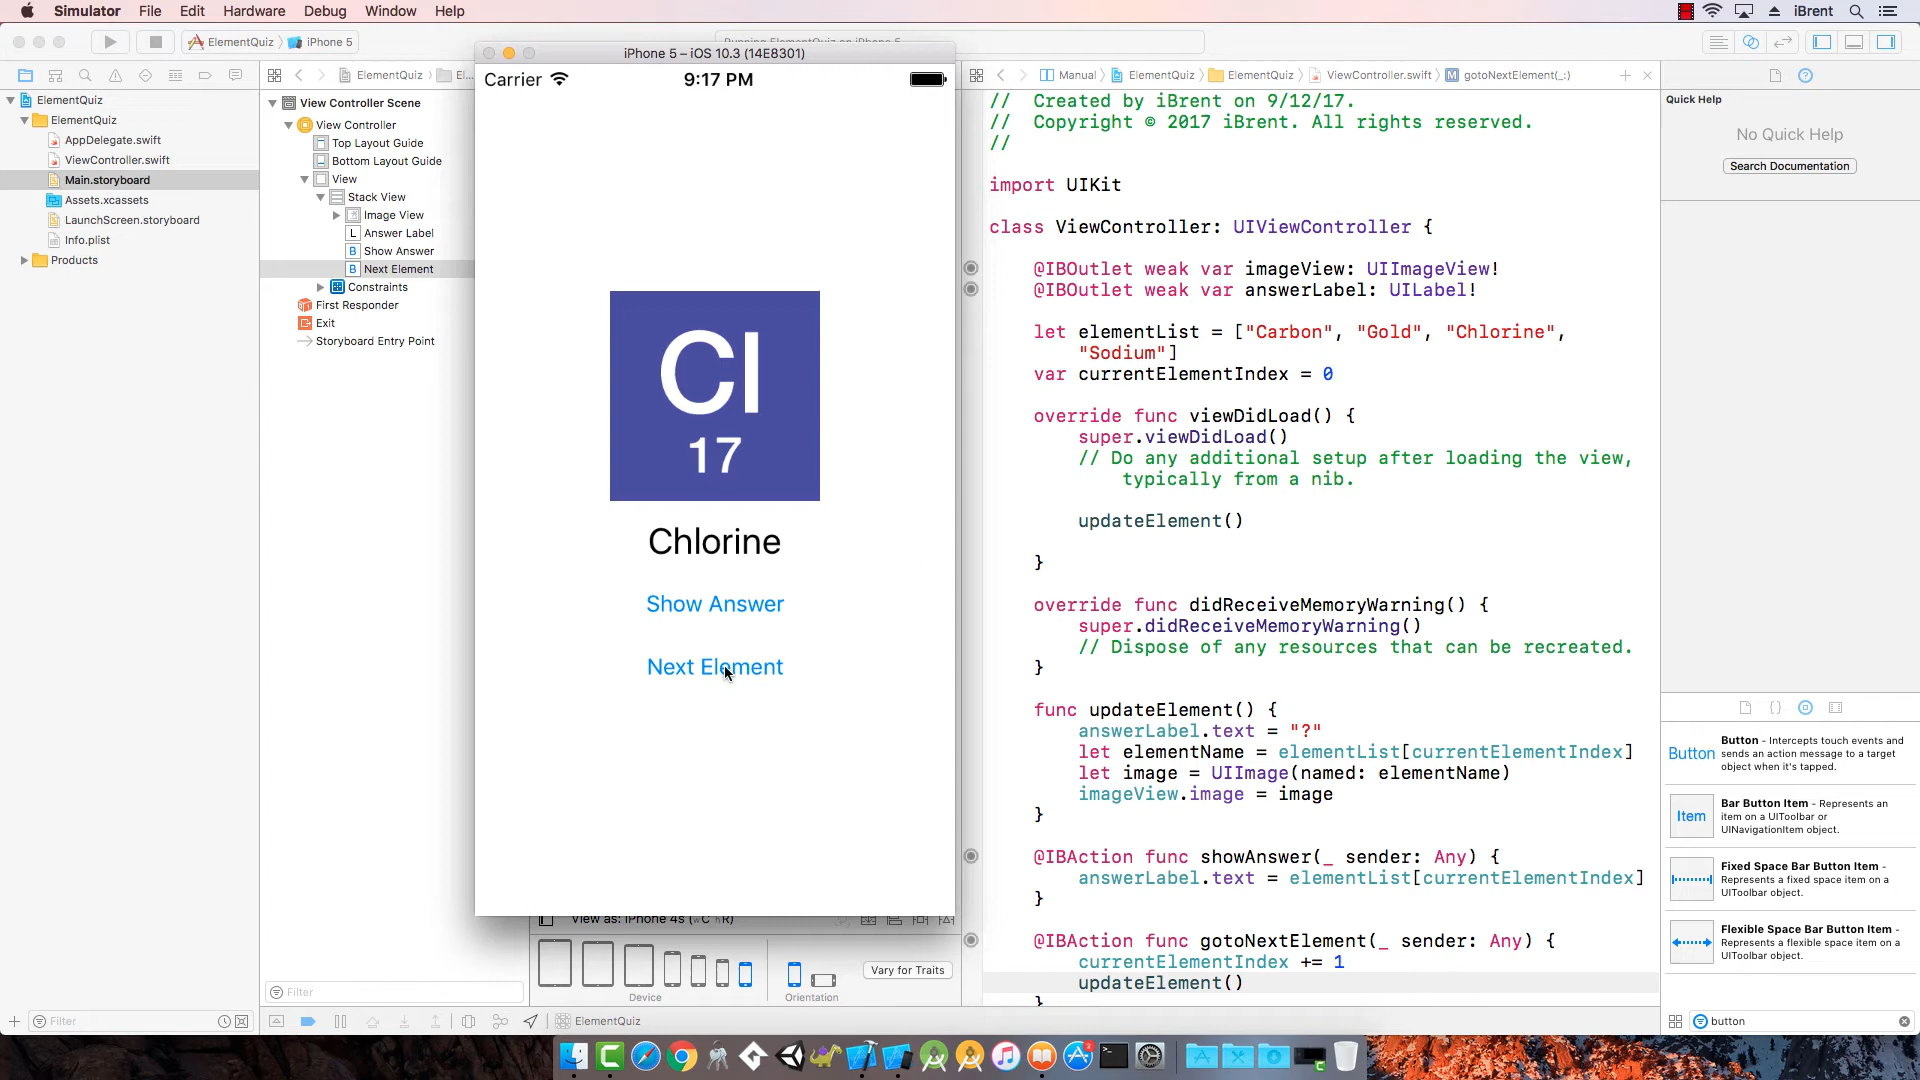 Simulator File Edit Hardware Debug Window Help iBrent
ElementQuiz iPhone 5
iPhone 5 – iOS 10.3 (14E8301)
Carrier 9:17 PM
Cl
17
Chlorine
Show Answer
Next Element
ElementQuiz
ElementQuiz
AppDelegate.swift
ViewController.swift
Main.storyboard
Assets.xcassets
LaunchScreen.storyboard
Info.plist
Products
Filter
ElementQuiz El...
View Controller Scene
View Controller
Top Layout Guide
Bottom Layout Guide
View
Stack View
Image View
L Answer Label
B Show Answer
B Next Element
Constraints
First Responder
Exit
Storyboard Entry Point
Filter
View as: iPhone 4s (wC hR)
Device
Orientation
Vary for Traits
ElementQuiz
Manual ElementQuiz ElementQuiz ViewController.swift M gotoNextElement(_:)
// Created by iBrent on 9/12/17.
// Copyright © 2017 iBrent. All rights reserved.
//
import UIKit
class ViewController: UIViewController {
@IBOutlet weak var imageView: UIImageView!
@IBOutlet weak var answerLabel: UILabel!
let elementList = ["Carbon", "Gold", "Chlorine",
"Sodium"]
var currentElementIndex = 0
override func viewDidLoad() {
super.viewDidLoad()
// Do any additional setup after loading the view,
typically from a nib.
updateElement()
}
override func didReceiveMemoryWarning() {
super.didReceiveMemoryWarning()
// Dispose of any resources that can be recreated.
}
func updateElement() {
answerLabel.text = "?"
let elementName = elementList[currentElementIndex]
let image = UIImage(named: elementName)
imageView.image = image
}
@IBAction func showAnswer(_ sender: Any) {
answerLabel.text = elementList[currentElementIndex]
}
@IBAction func gotoNextElement(_ sender: Any) {
currentElementIndex += 1
updateElement()
}
Quick Help
No Quick Help
Search Documentation
Button
Button - Intercepts touch events and
sends an action message to a target
object when it's tapped.
Item
Bar Button Item - Represents an
item on a UIToolbar or
UINavigationItem object.
Fixed Space Bar Button Item -
Represents a fixed space item on a
UIToolbar object.
Flexible Space Bar Button Item -
Represents a flexible space item on a
UIToolbar object.
button